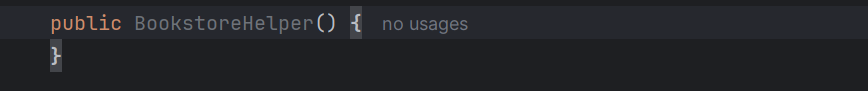 public BookstoreHelper() {   no usages
}